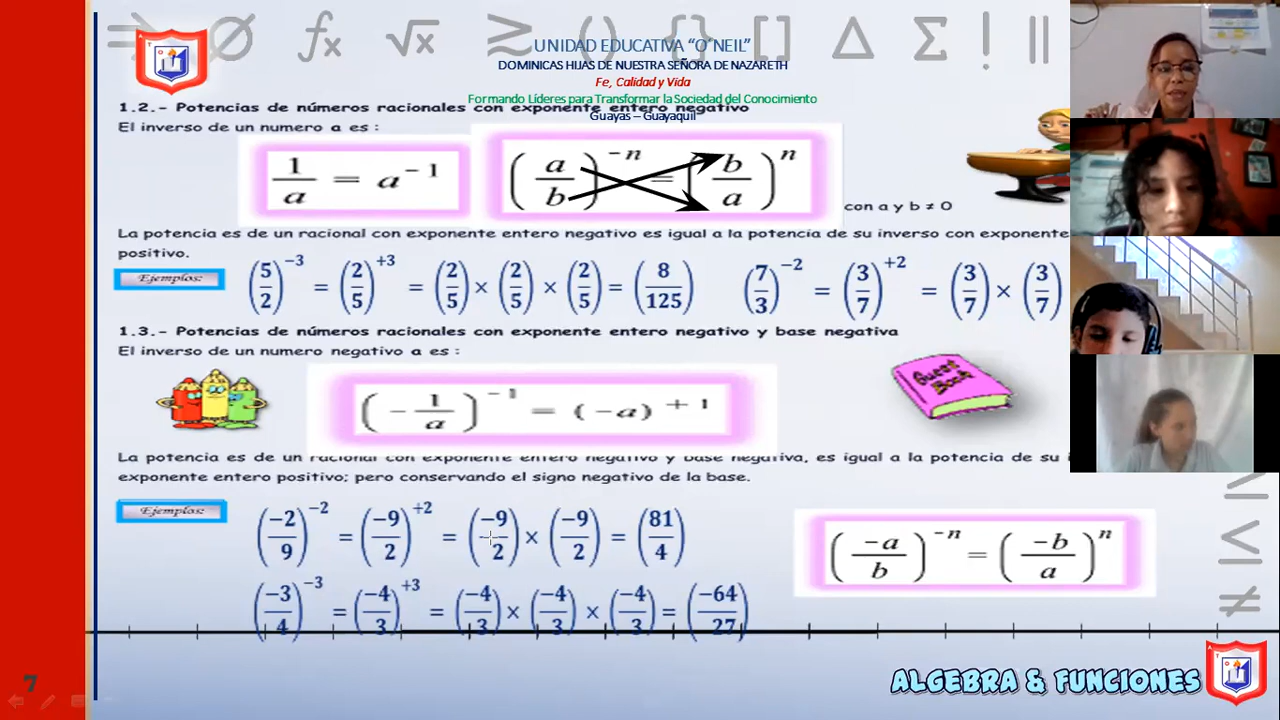 UNIDAD EDUCATIVA “O´NEIL”
DOMINICAS HIJAS DE NUESTRA SEÑORA DE NAZARETH
Fe, Calidad y Vida
Formando Líderes para Transformar la Sociedad del Conocimiento
Guayas – Guayaquil
1.2.- Potencias de números racionales con exponente entero negativo
El inverso de un numero a es :
1/a = a^-1
(a/b)^-n = (b/a)^n
con a y b ≠ 0
La potencia es de un racional con exponente entero negativo es igual a la potencia de su inverso con exponente
positivo.
Ejemplos:
(5/2)^-3 = (2/5)^+3 = (2/5) × (2/5) × (2/5) = (8/125)
(7/3)^-2 = (3/7)^+2 = (3/7) × (3/7)
1.3.- Potencias de números racionales con exponente entero negativo y base negativa
El inverso de un numero negativo a es :
(-1/a)^-1 = (-a)^+1
Guest Book
La potencia es de un racional con exponente entero negativo y base negativa, es igual a la potencia de su
exponente entero positivo; pero conservando el signo negativo de la base.
Ejemplos:
(-2/9)^-2 = (-9/2)^+2 = (-9/2) × (-9/2) = (81/4)
(-a/b)^-n = (-b/a)^n
(-3/4)^-3 = (-4/3)^+3 = (-4/3) × (-4/3) × (-4/3) = (-64/27)
7
ALGEBRA & FUNCIONES